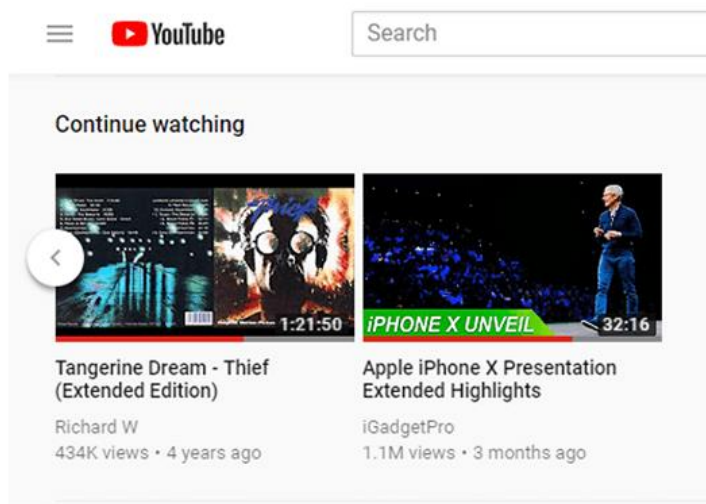 YouTube
Search
Continue watching
Thief
1:21:50
iPHONE X UNVEIL
32:16
Tangerine Dream - Thief
(Extended Edition)
Apple iPhone X Presentation
Extended Highlights
Richard W
434K views • 4 years ago
iGadgetPro
1.1M views • 3 months ago